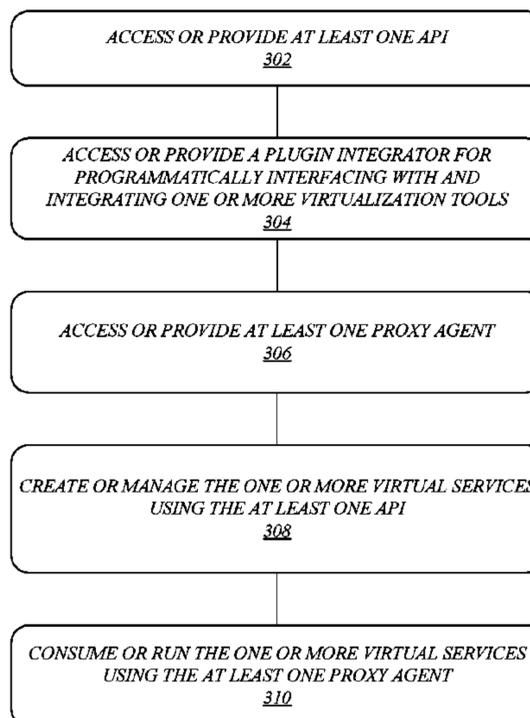 ACCESS OR PROVIDE AT LEAST ONE API
302
ACCESS OR PROVIDE A PLUGIN INTEGRATOR FOR
PROGRAMMATICALLY INTERFACING WITH AND
INTEGRATING ONE OR MORE VIRTUALIZATION TOOLS
304
ACCESS OR PROVIDE AT LEAST ONE PROXY AGENT
306
CREATE OR MANAGE THE ONE OR MORE VIRTUAL SERVICES
USING THE AT LEAST ONE API
308
CONSUME OR RUN THE ONE OR MORE VIRTUAL SERVICES
USING THE AT LEAST ONE PROXY AGENT
310